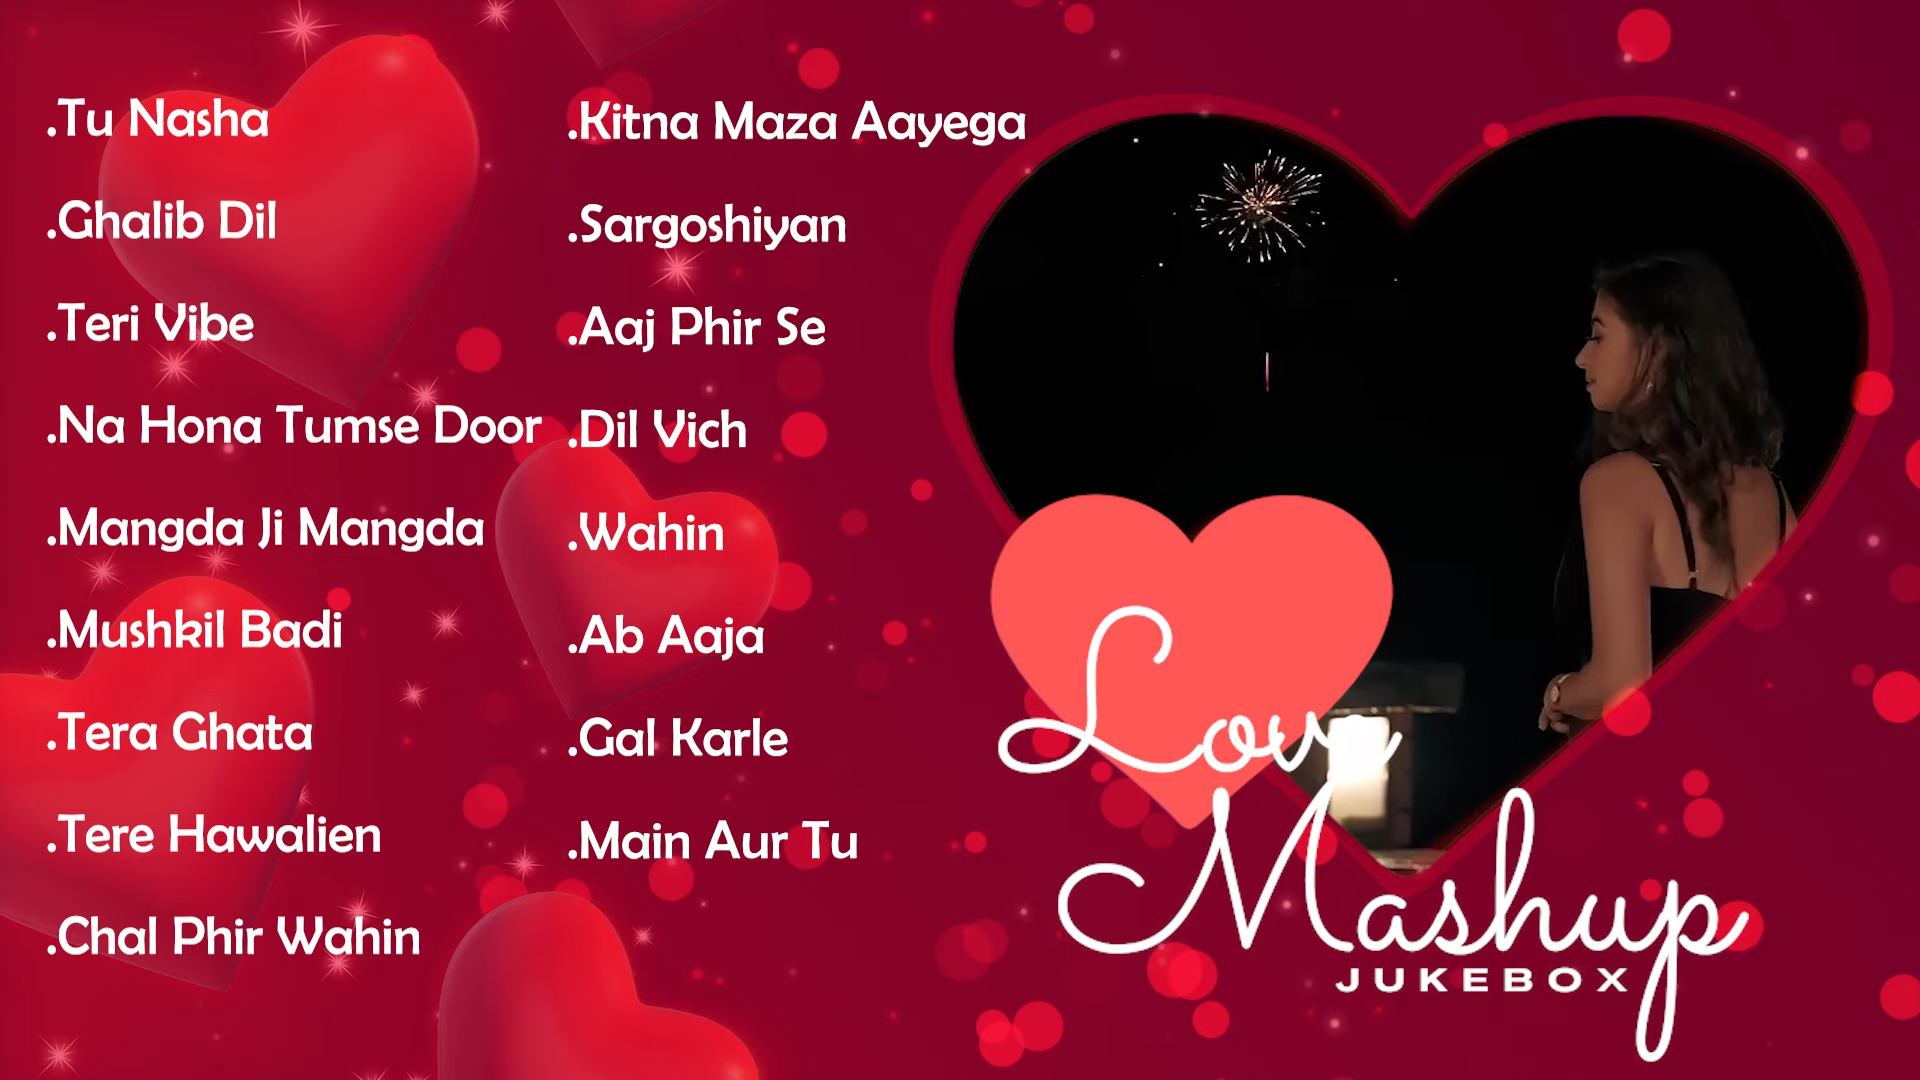 .Tu Nasha
.Ghalib Dil
.Teri Vibe
.Na Hona Tumse Door
.Mangda Ji Mangda
.Mushkil Badi
.Tera Ghata
.Tere Hawalien
.Chal Phir Wahin
.Kitna Maza Aayega
.Sargoshiyan
.Aaj Phir Se
.Dil Vich
.Wahin
.Ab Aaja
.Gal Karle
.Main Aur Tu
Love
Mashup
JUKEBOX